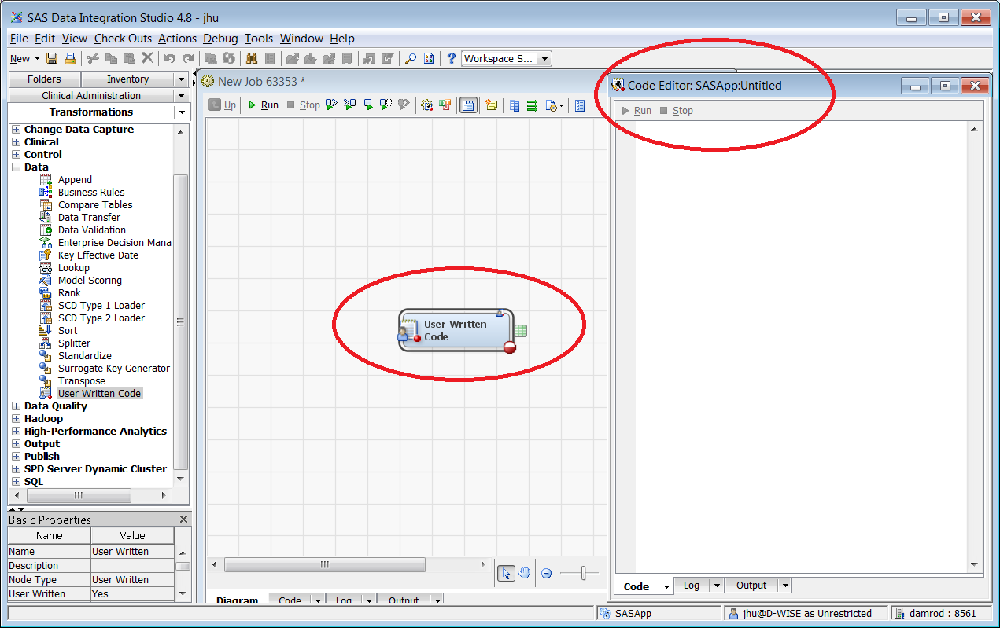 SAS Data Integration Studio 4.8 - jhu
File Edit View Check Outs Actions Debug Tools Window Help
New Workspace S...
Folders Inventory
Clinical Administration
Transformations
Change Data Capture
Clinical
Control
Data
Append
Business Rules
Compare Tables
Data Transfer
Data Validation
Enterprise Decision Mana
Key Effective Date
Lookup
Model Scoring
Rank
SCD Type 1 Loader
SCD Type 2 Loader
Sort
Splitter
Standardize
Surrogate Key Generator
Transpose
User Written Code
Data Quality
Hadoop
High-Performance Analytics
Output
Publish
SPD Server Dynamic Cluster
SQL
Basic Properties
Name Value
Name User Written
Description
Node Type User Written
User Written Yes
New Job 63353 *
Up Run Stop
User Written
Code
Diagram Code Log Output
Code Editor: SASApp:Untitled
Run Stop
Code Log Output
SASApp jhu@D-WISE as Unrestricted damrod : 8561